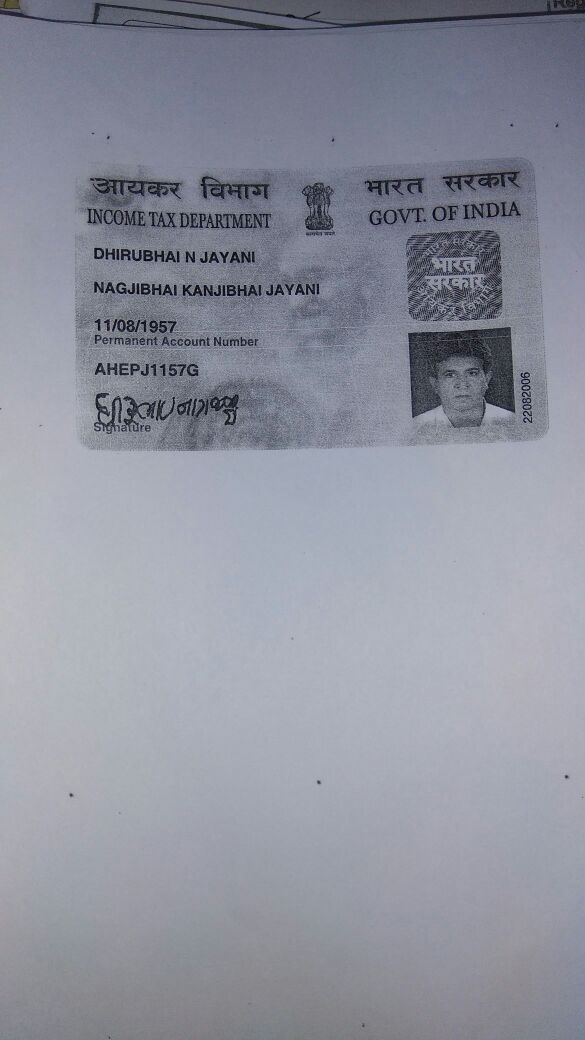 आयकर विभाग
INCOME TAX DEPARTMENT
भारत सरकार
GOVT. OF INDIA
DHIRUBHAI N JAYANI
NAGJIBHAI KANJIBHAI JAYANI
11/08/1957
Permanent Account Number
AHEPJ1157G
Signature
भारत
सरकार
22082006